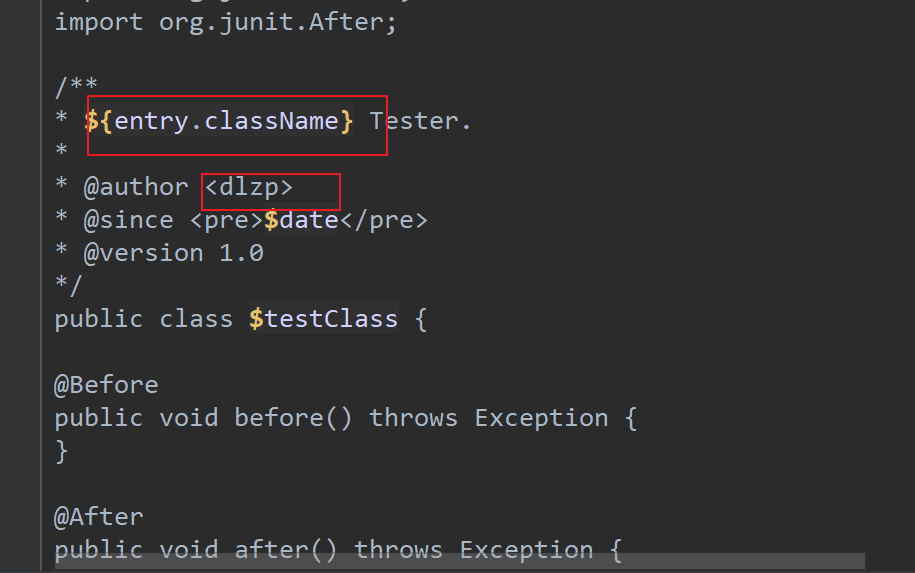 import org.junit.After;
/**
* ${entry.className} Tester.
*
* @author <dlzp>
* @since <pre>$date</pre>
* @version 1.0
*/
public class $testClass {
@Before
public void before() throws Exception {
}
@After
public void after() throws Exception {